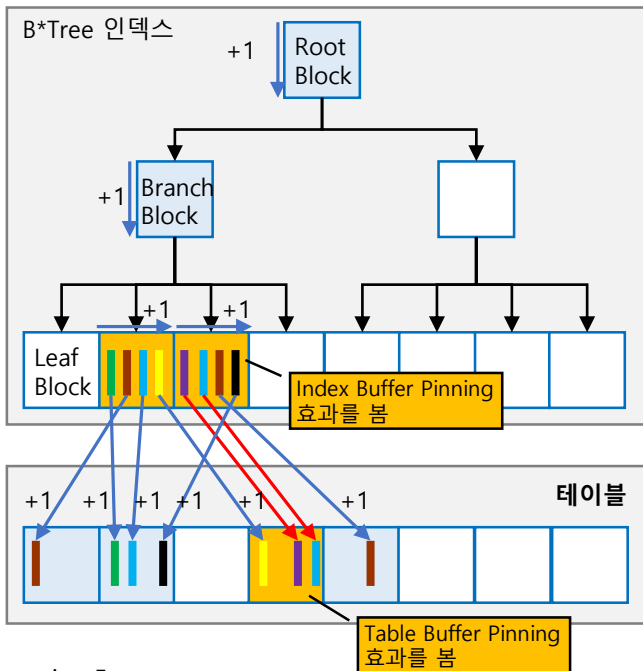 B*Tree 인덱스
+1
Root
Block
+1
Branch
Block
+1
+1
Leaf
Block
Index Buffer Pinning
효과를 봄
테이블
+1
+1
+1
+1
+1
+1
Table Buffer Pinning
효과를 봄